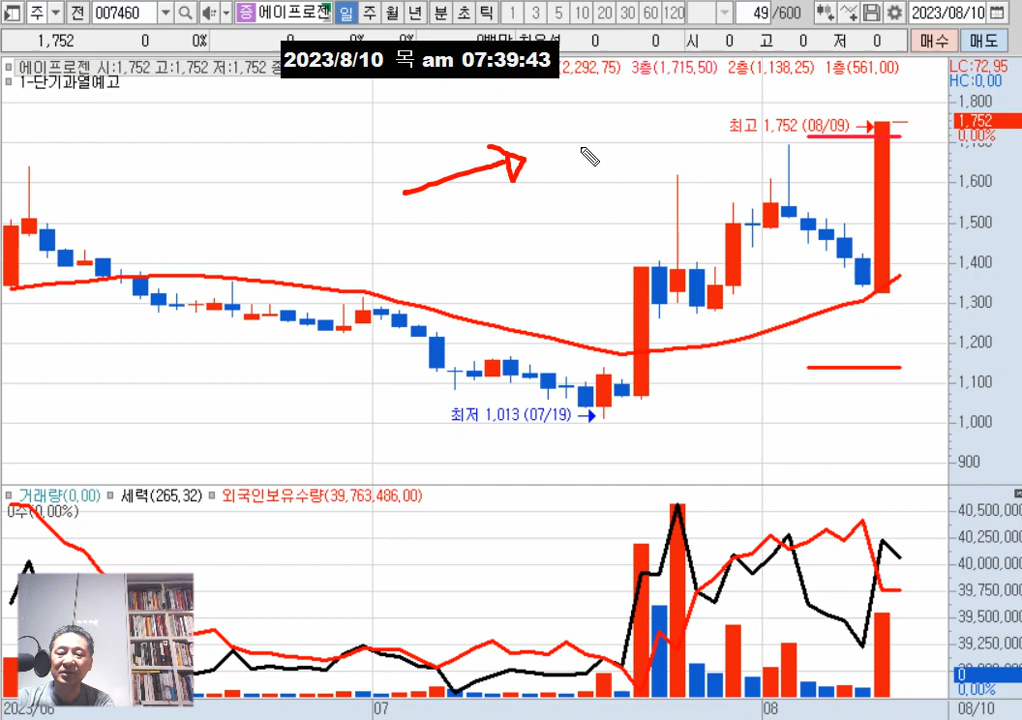 주 전 007460 증 에이프로젠 일 주 월 년 분 초 틱 1 3 5 10 20 30 60 120 49 /600 2023/08/10
1,752 0 0% 0 0 시 0 고 0 저 0 매수 매도
2023/8/10 목 am 07:39:43
에이프로젠 시:1,752 고:1,752 저:1,752 (2,292,75) 3층(1,715,50) 2층(1,138,25) 1층(561,00)
LC:72,95
HC:0,00
1-단기과열예고
1,800
1,752
0,00%
최고 1,752 (08/09)
1,600
1,500
1,400
1,300
1,200
1,100
최저 1,013 (07/19)
1,000
900
거래량(0,00) 세력(265,32) 외국인보유수량(39,763,486,00)
0주(0,00%)
40,500,000
40,250,000
40,000,000
39,750,000
39,500,000
39,250,000
0
0,00%
2023/06 07 08 08/10